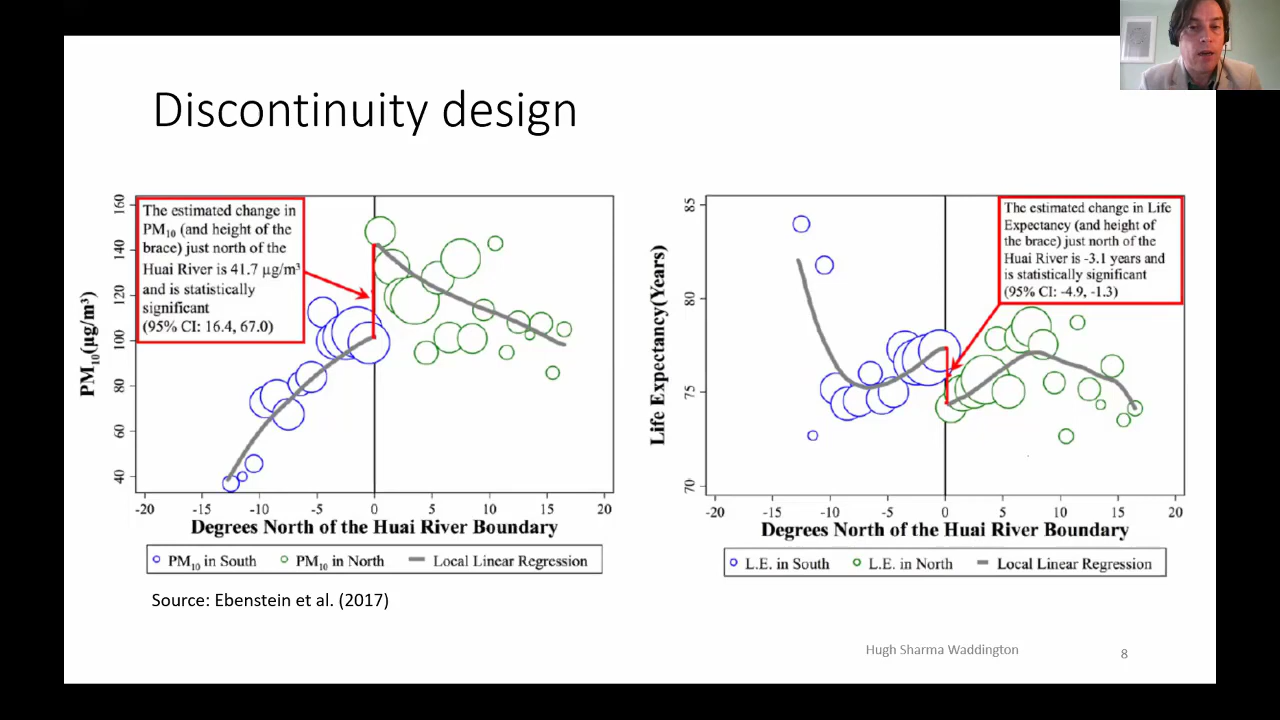 Discontinuity design
The estimated change in
PM10 (and height of the
brace) just north of the
Huai River is 41.7 µg/m³
and is statistically
significant
(95% CI: 16.4, 67.0)
PM10(µg/m³)
160
140
120
100
80
60
40
-20 -15 -10 -5 0 5 10 15 20
Degrees North of the Huai River Boundary
PM10 in South PM10 in North Local Linear Regression
The estimated change in Life
Expectancy (and height of
the brace) just north of the
Huai River is -3.1 years and
is statistically significant
(95% CI: -4.9, -1.3)
Life Expectancy(Years)
85
80
75
70
-20 -15 -10 -5 0 5 10 15 20
Degrees North of the Huai River Boundary
L.E. in South L.E. in North Local Linear Regression
Source: Ebenstein et al. (2017)
Hugh Sharma Waddington
8